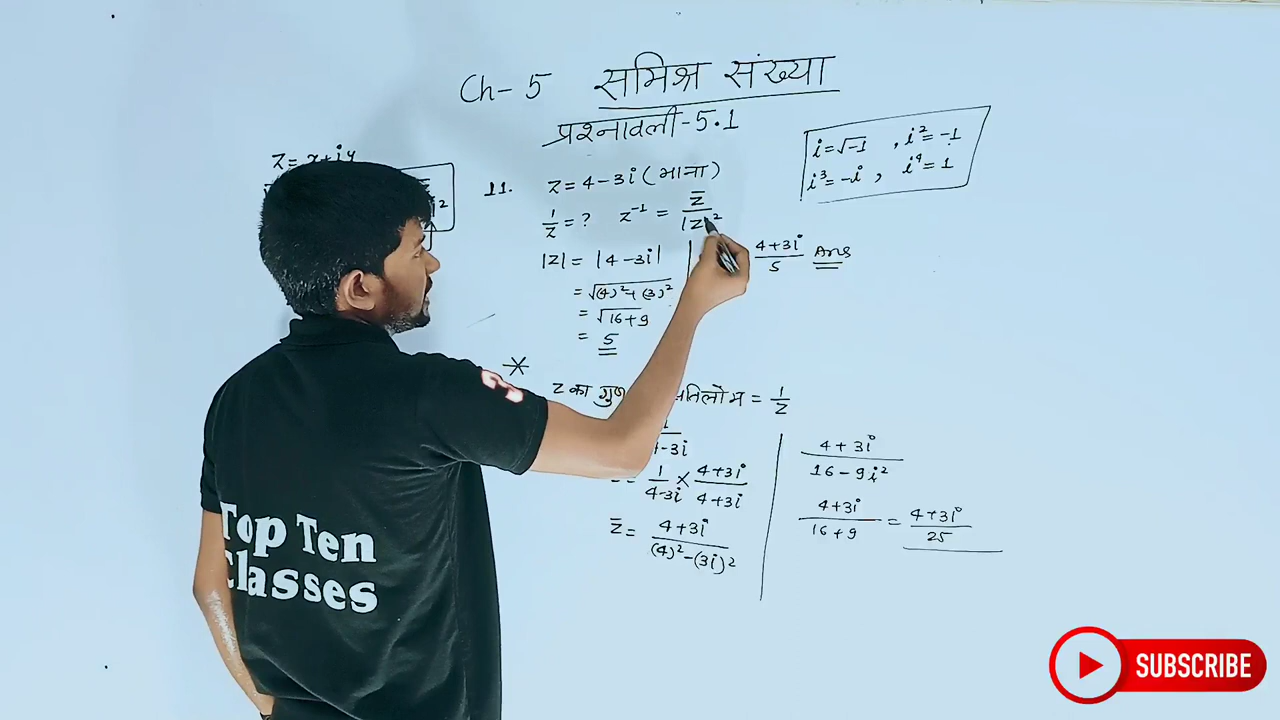 Ch- 5 समिश्र संख्या
प्रश्नावली-5.1
i=√-1 , i²=-1
i³=-i , i⁴=1
z=x+iy
i²
11. z=4-3i (माना)
1/z=? z⁻¹ = z̄/|z|²
|z| = |4-3i|
= √(4)²+(3)²
= √16+9
= 5
4+3i/5 Ans
*
z का = 1/z
1/4-3i × 4+3i/4+3i
z̄ = 4+3i/(4)²-(3i)²
4+3i/16-9i²
4+3i/16+9 = 4+3i/25
Top Ten
Classes
SUBSCRIBE